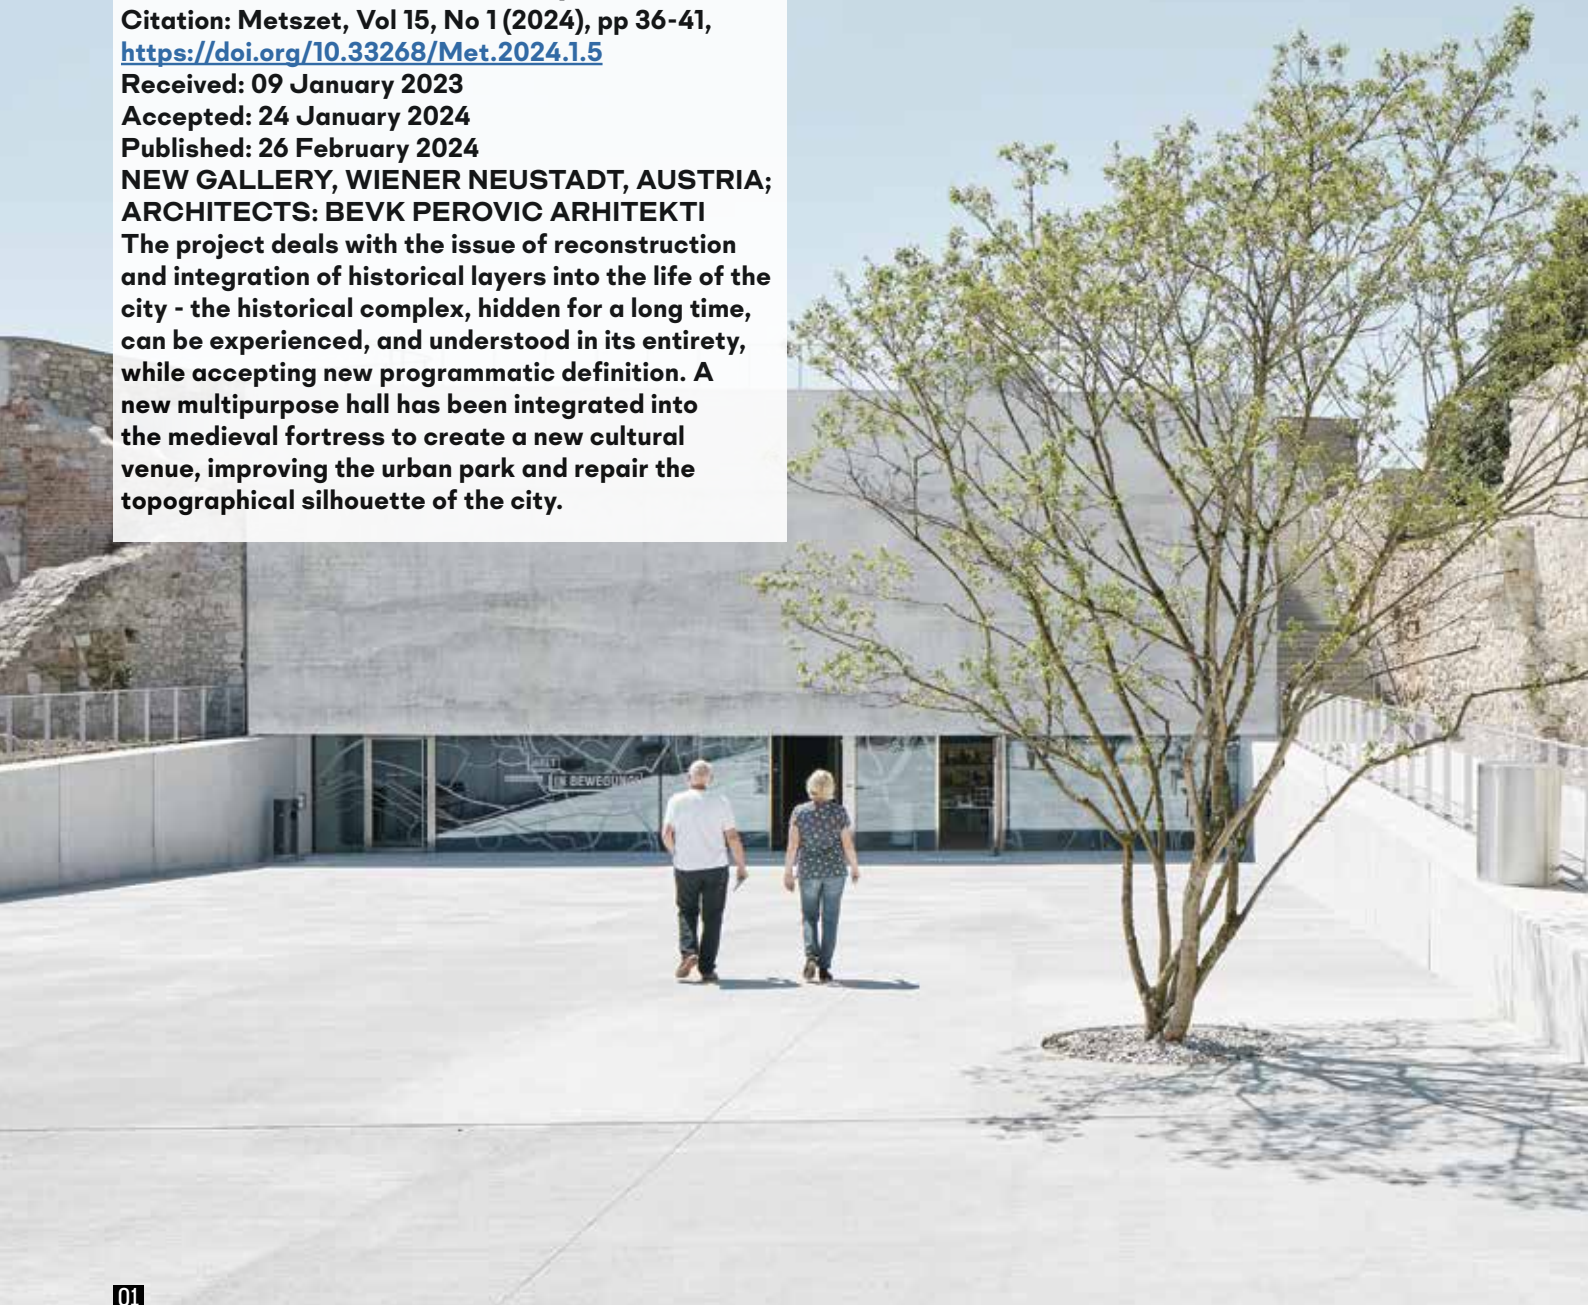 Citation: Metszet, Vol 15, No 1 (2024), pp 36-41,
https://doi.org/10.33268/Met.2024.1.5
Received: 09 January 2023
Accepted: 24 January 2024
Published: 26 February 2024
NEW GALLERY, WIENER NEUSTADT, AUSTRIA;
ARCHITECTS: BEVK PEROVIC ARHITEKTI
The project deals with the issue of reconstruction
and integration of historical layers into the life of the
city - the historical complex, hidden for a long time,
can be experienced, and understood in its entirety,
while accepting new programmatic definition. A
new multipurpose hall has been integrated into
the medieval fortress to create a new cultural
venue, improving the urban park and repair the
topographical silhouette of the city.
WELT
IN BEWEGUNG!
01